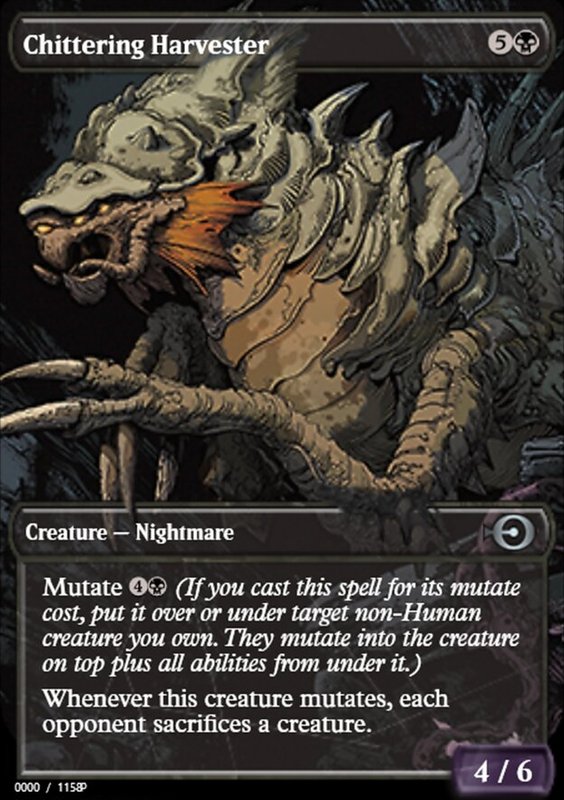 Chittering Harvester 5
Creature — Nightmare
Mutate 4 (If you cast this spell for its mutate
cost, put it over or under target non-Human
creature you own. They mutate into the creature
on top plus all abilities from under it.)
Whenever this creature mutates, each
opponent sacrifices a creature.
4 / 6
0000 / 1158P